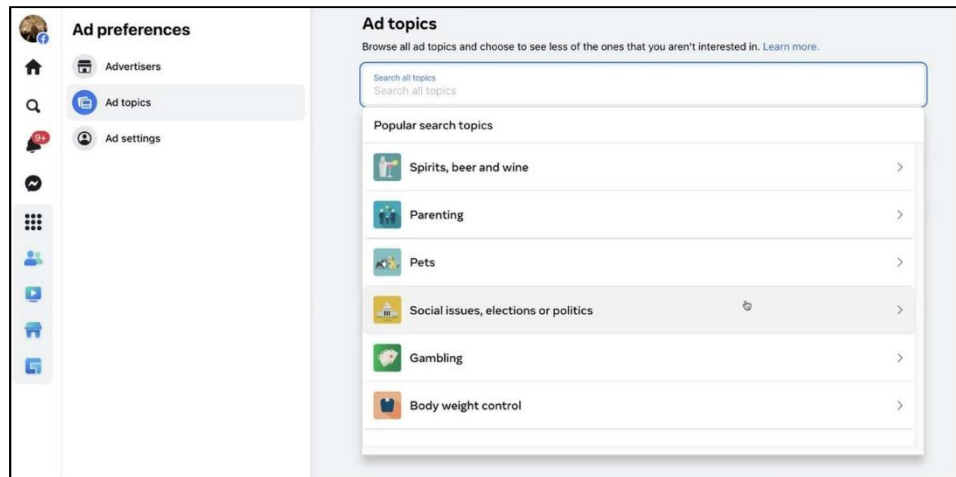 Ad preferences
Advertisers
Ad topics
Ad settings
9+
Ad topics
Browse all ad topics and choose to see less of the ones that you aren't interested in. Learn more.
Search all topics
Search all topics
Popular search topics
Spirits, beer and wine
Parenting
Pets
Social issues, elections or politics
Gambling
Body weight control